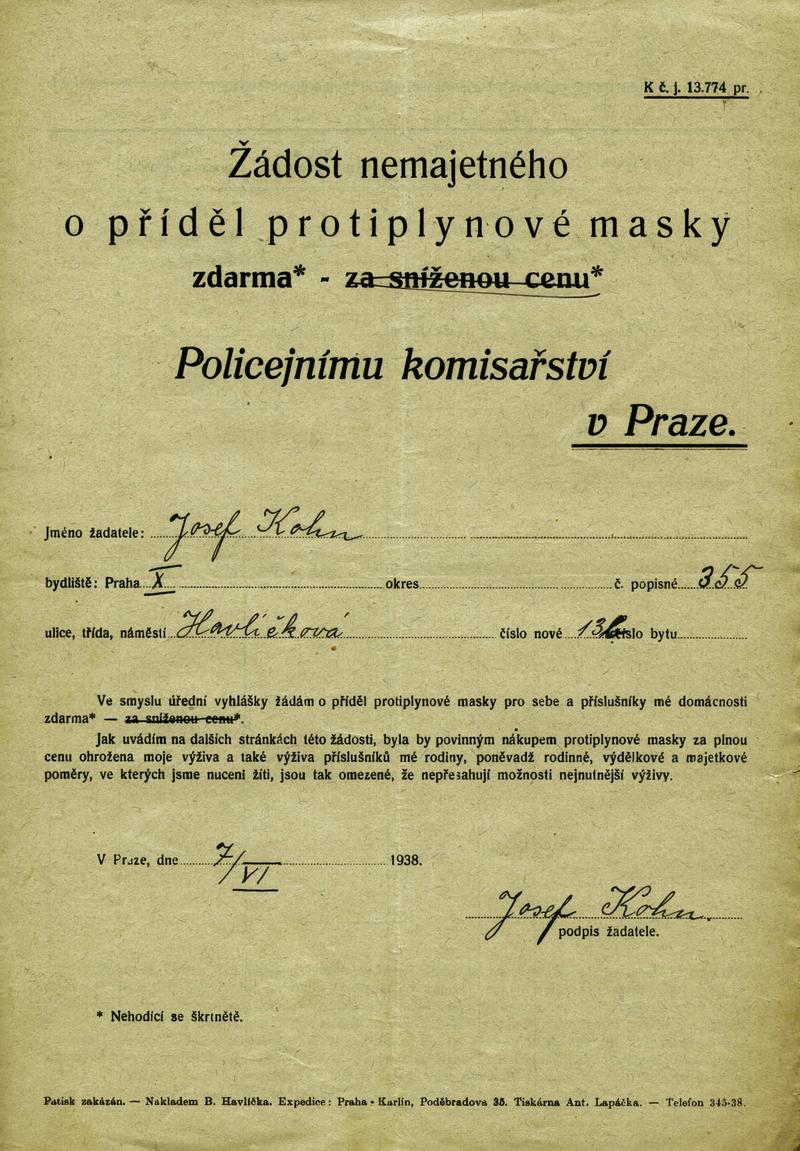 K č. j. 13.774 pr.
Žádost nemajetného
o příděl protiplynové masky
zdarma* - za sníženou cenu*
Policejnímu komisařství
v Praze.
Jméno žadatele: Josef Kohn
bydliště: Praha X okres č. popisné 355
ulice, třída, náměstí Havlíčková číslo nové číslo bytu
Ve smyslu úřední vyhlášky žádám o příděl protiplynové masky pro sebe a příslušníky mé domácnosti
zdarma* — za sníženou cenu*.
Jak uvádím na dalších stránkách této žádosti, byla by povinným nákupem protiplynové masky za plnou
cenu ohrožena moje výživa a také výživa příslušníků mé rodiny, poněvadž rodinné, výdělkové a majetkové
poměry, ve kterých jsme nuceni žíti, jsou tak omezené, že nepřesahují možnosti nejnutnější výživy.
V Praze, dne 7/VI 1938.
Josef Kohn
podpis žadatele.
* Nehodící se škrtnětě.
Patisk zakázán. — Nakladem B. Havlíčka. Expedice: Praha - Karlín, Poděbradova 35. Tiskárna Ant. Lapáčka. — Telefon 345-38.